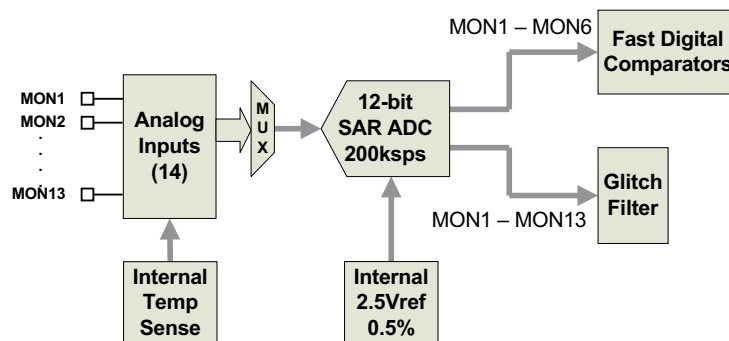 MON1 – MON6
Fast Digital
Comparators
MON1
MON2
.
.
.
.
MON13
Analog
Inputs
(14)
M
U
X
12-bit
SAR ADC
200ksps
Glitch
Filter
MON1 – MON13
Internal
Temp
Sense
Internal
2.5Vref
0.5%